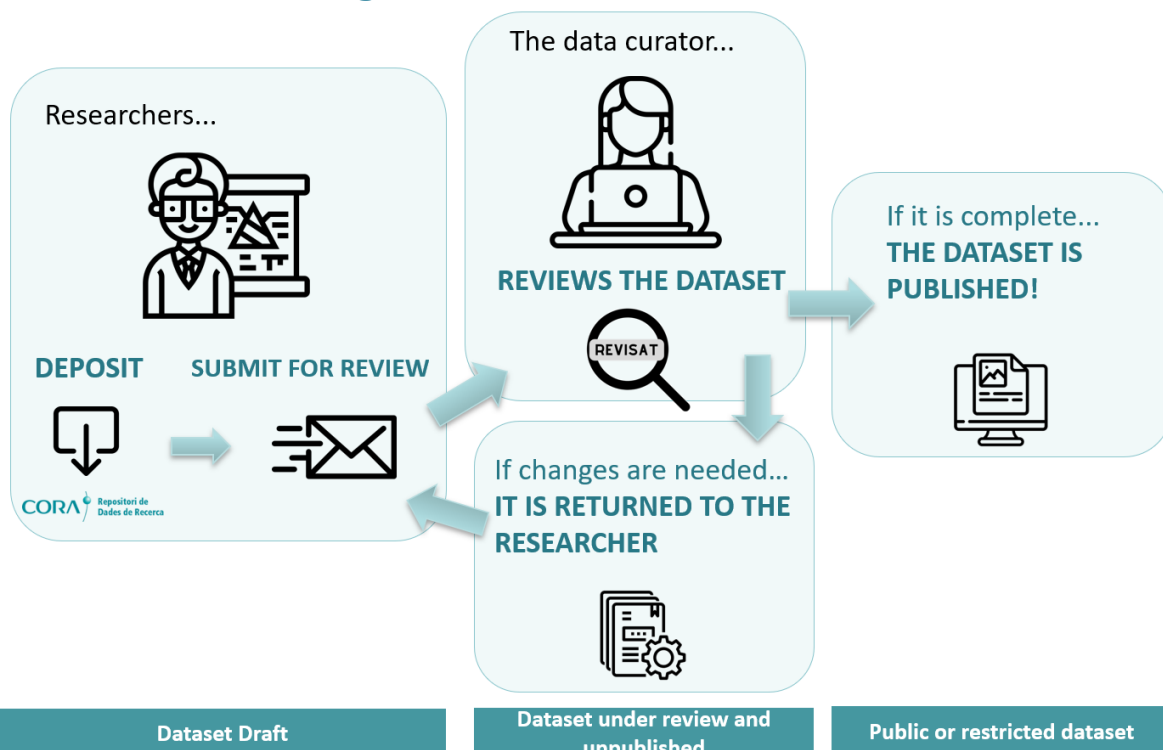 Researchers...
DEPOSIT
SUBMIT FOR REVIEW
CORA
Repositori de
Dades de Recerca
The data curator...
REVIEWS THE DATASET
REVISAT
If changes are needed...
IT IS RETURNED TO THE
RESEARCHER
If it is complete...
THE DATASET IS
PUBLISHED!
Dataset Draft
Dataset under review and
unpublished
Public or restricted dataset